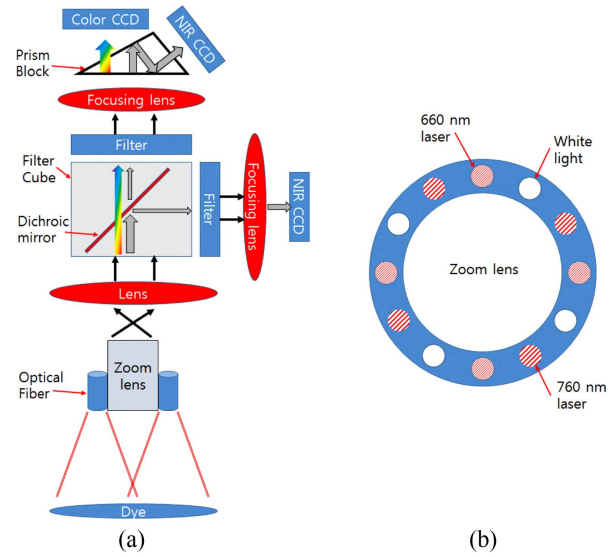 Color CCD
NIR CCD
Prism
Block
Focusing lens
Filter
Filter
Cube
Dichroic
mirror
Filter
Focusing lens
NIR CCD
Lens
Zoom
lens
Optical
Fiber
Dye
(a)
660 nm
laser
White
light
Zoom lens
760 nm
laser
(b)